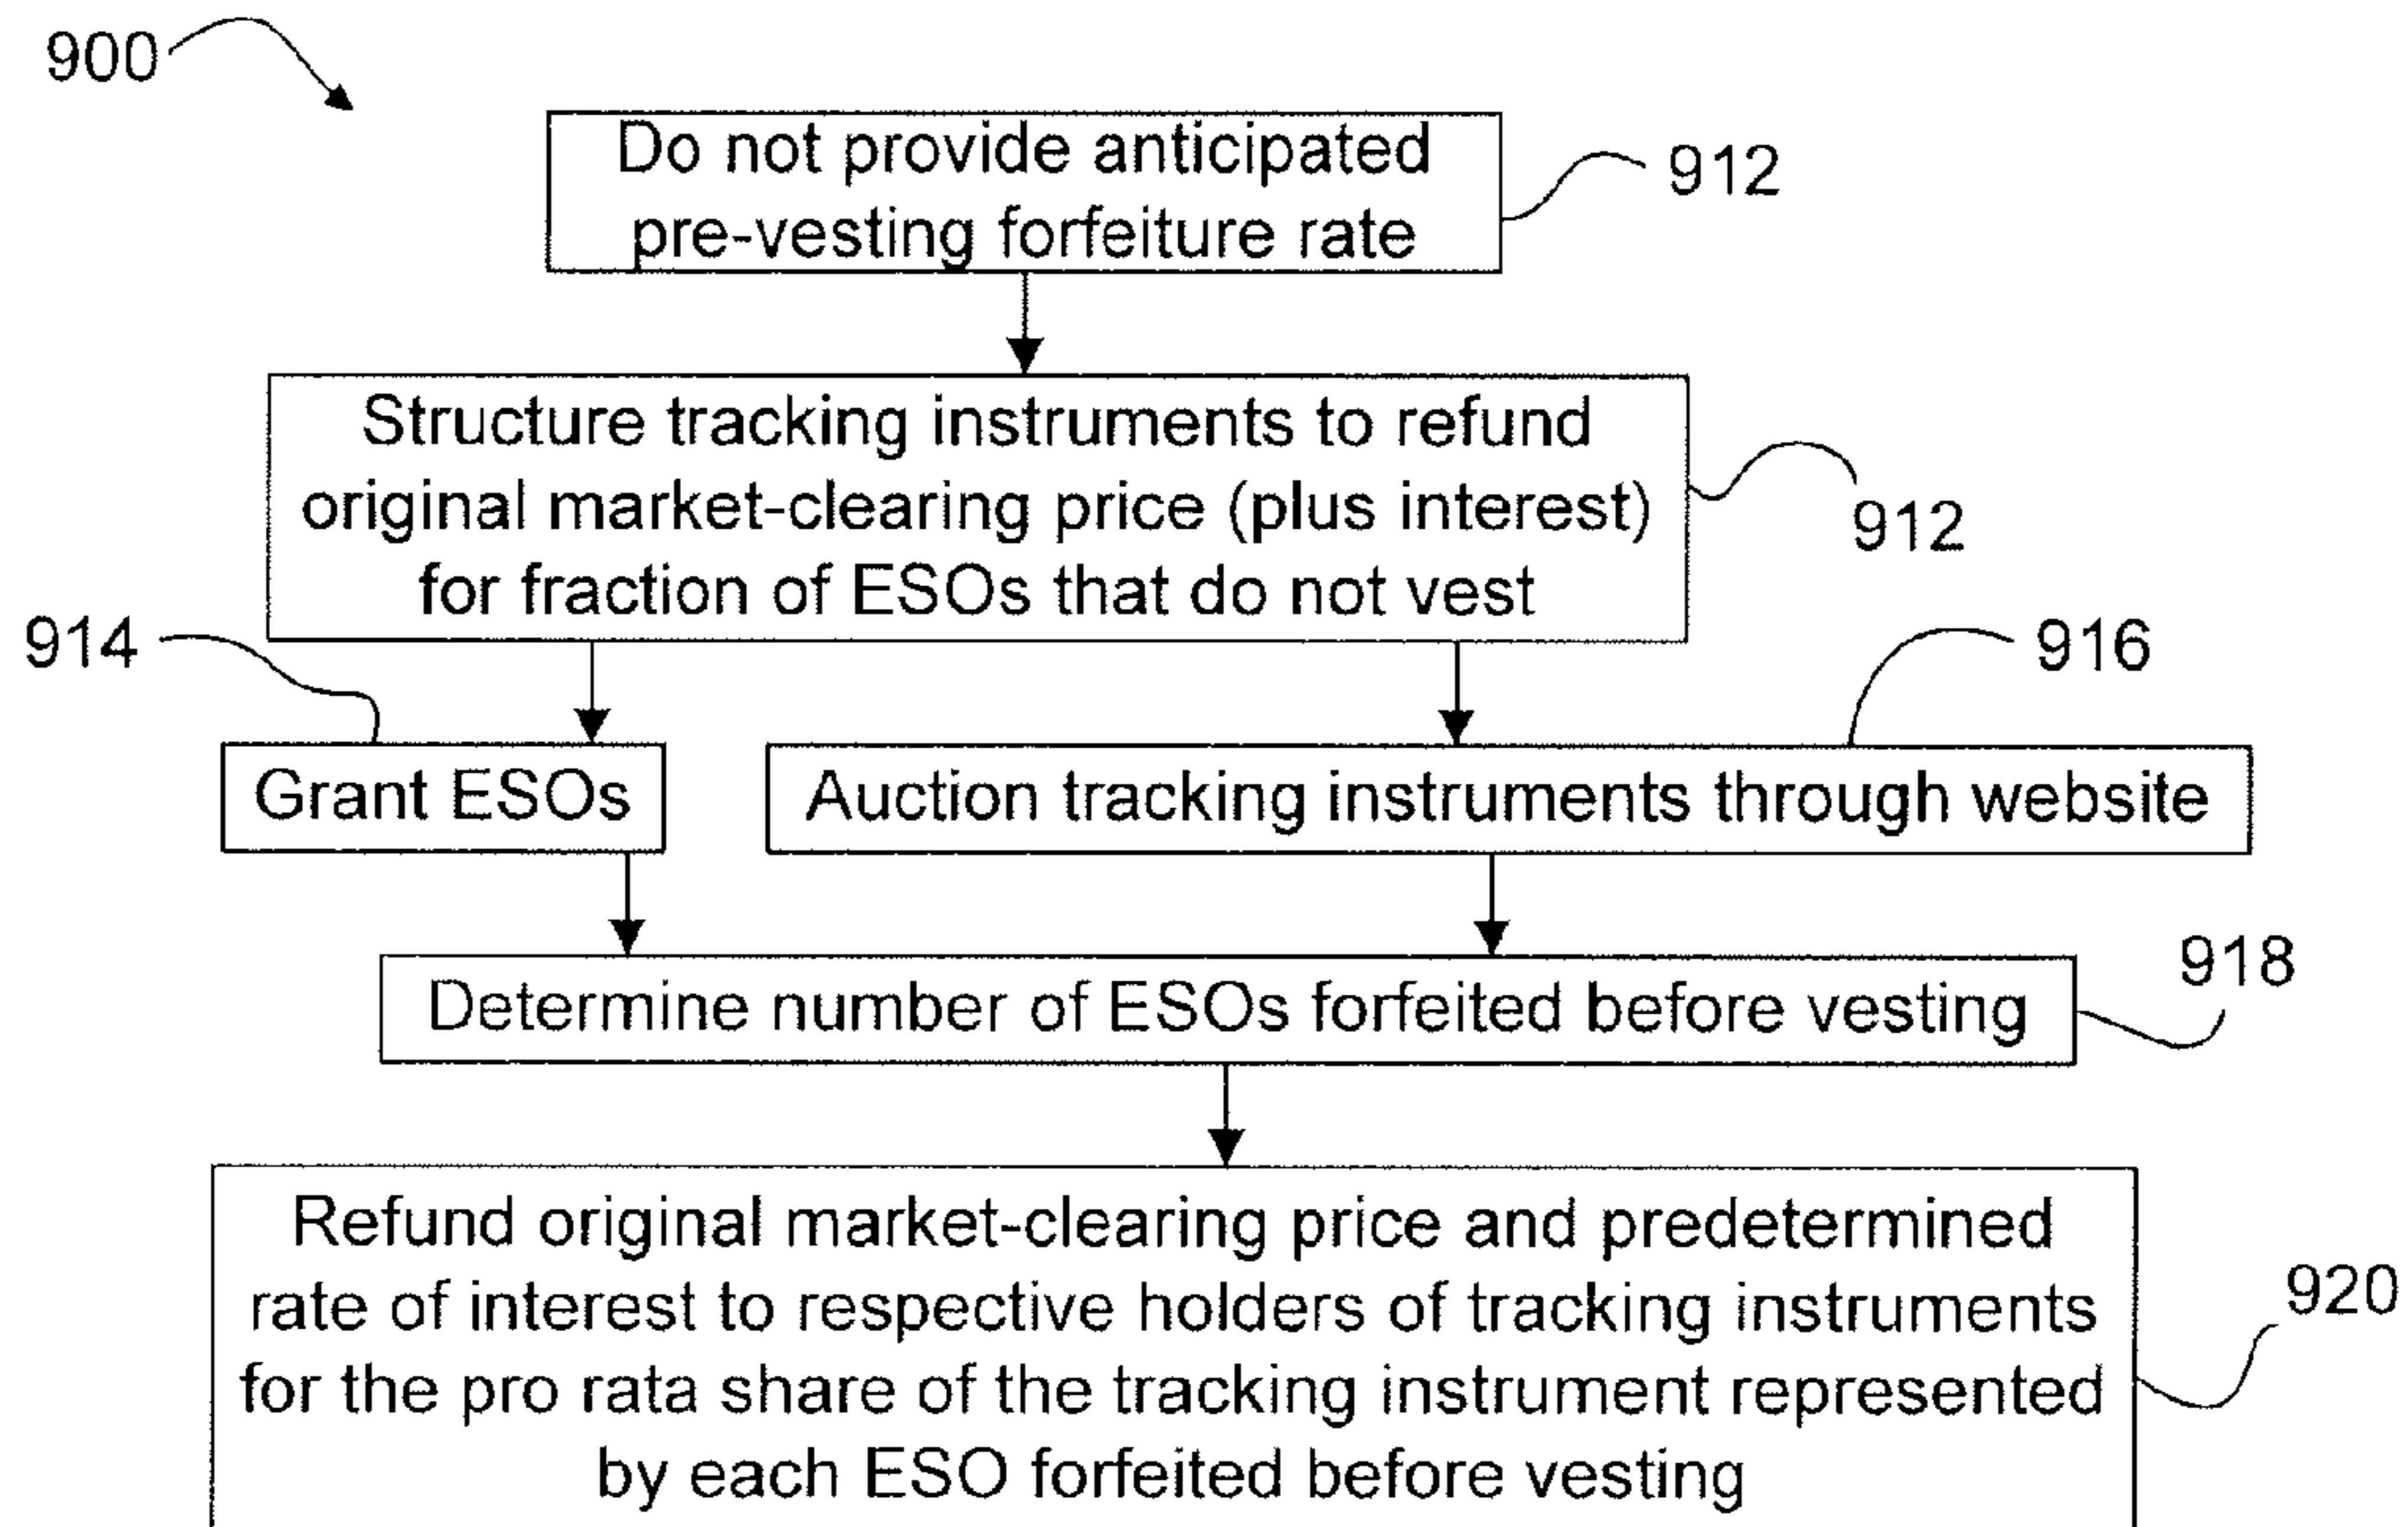 900
Do not provide anticipated
pre-vesting forfeiture rate
912
Structure tracking instruments to refund
original market-clearing price (plus interest)
for fraction of ESOs that do not vest
912
914
916
Grant ESOs
Auction tracking instruments through website
918
Determine number of ESOs forfeited before vesting
Refund original market-clearing price and predetermined
rate of interest to respective holders of tracking instruments
for the pro rata share of the tracking instrument represented
by each ESO forfeited before vesting
920